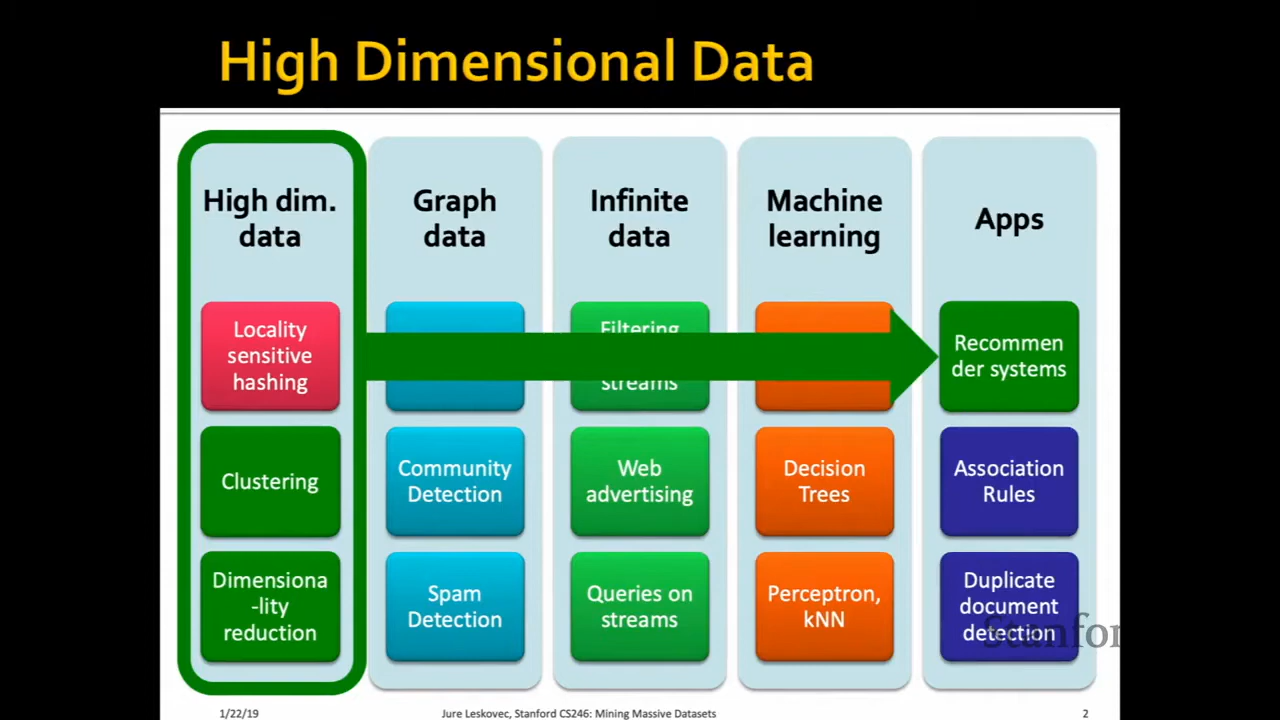 High Dimensional Data
High dim.
data
Graph
data
Infinite
data
Machine
learning
Apps
Locality
sensitive
hashing
Filtering
streams
Recommen
der systems
Clustering
Community
Detection
Web
advertising
Decision
Trees
Association
Rules
Dimensiona
-lity
reduction
Spam
Detection
Queries on
streams
Perceptron,
kNN
Duplicate
document
detection
Stanfor
1/22/19
Jure Leskovec, Stanford CS246: Mining Massive Datasets
2